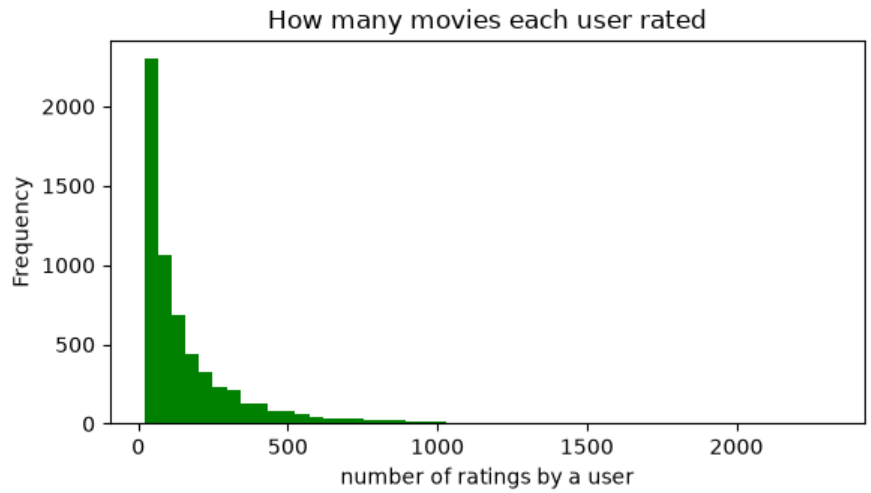 How many movies each user rated
2000
1500
1000
500
0
Frequency
0 500 1000 1500 2000
number of ratings by a user